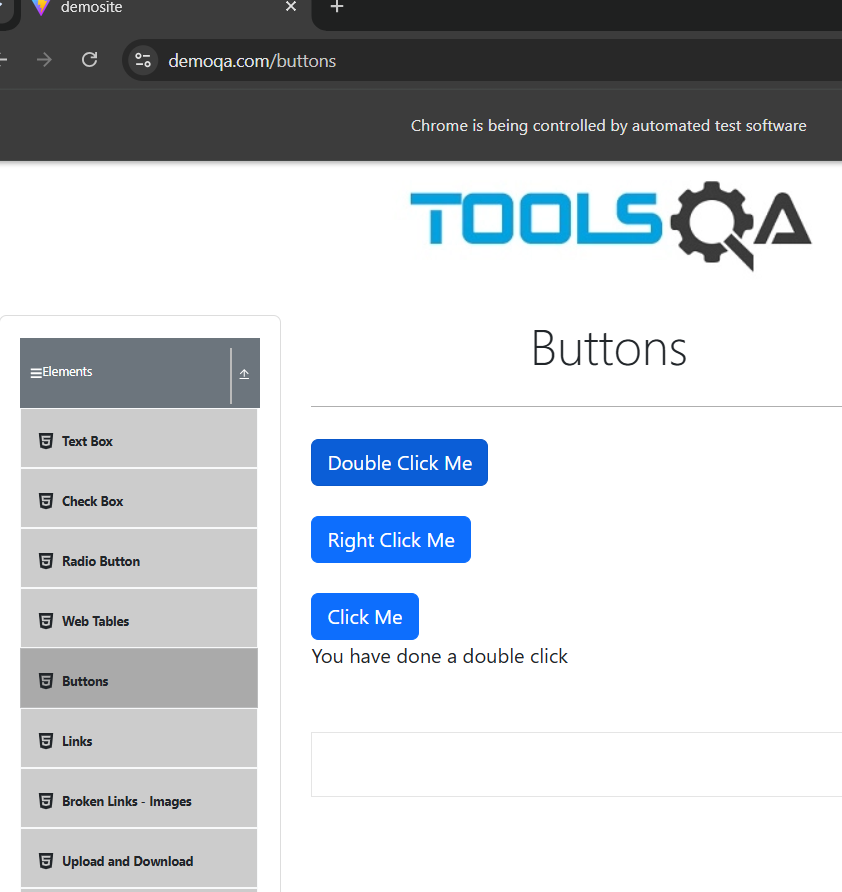 demosite
demoqa.com/buttons
Chrome is being controlled by automated test software
TOOLSQA
Buttons
Elements
Text Box
Check Box
Radio Button
Web Tables
Buttons
Links
Broken Links - Images
Upload and Download
Double Click Me
Right Click Me
Click Me
You have done a double click